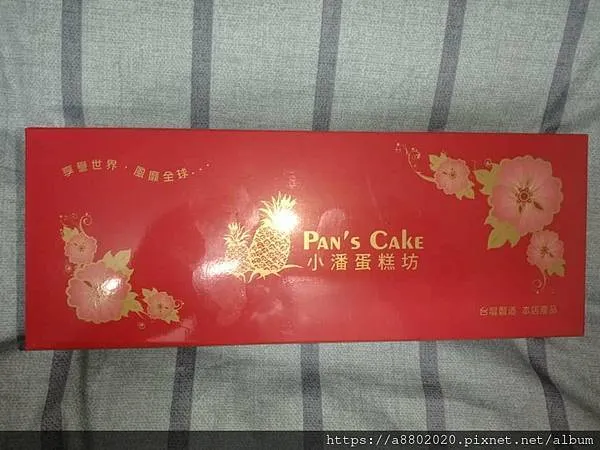 享譽世界・風靡全球・・・
PAN'S CAKE
小潘蛋糕坊
台灣製造 本店產品
https://a8802020.pixnet.net/album